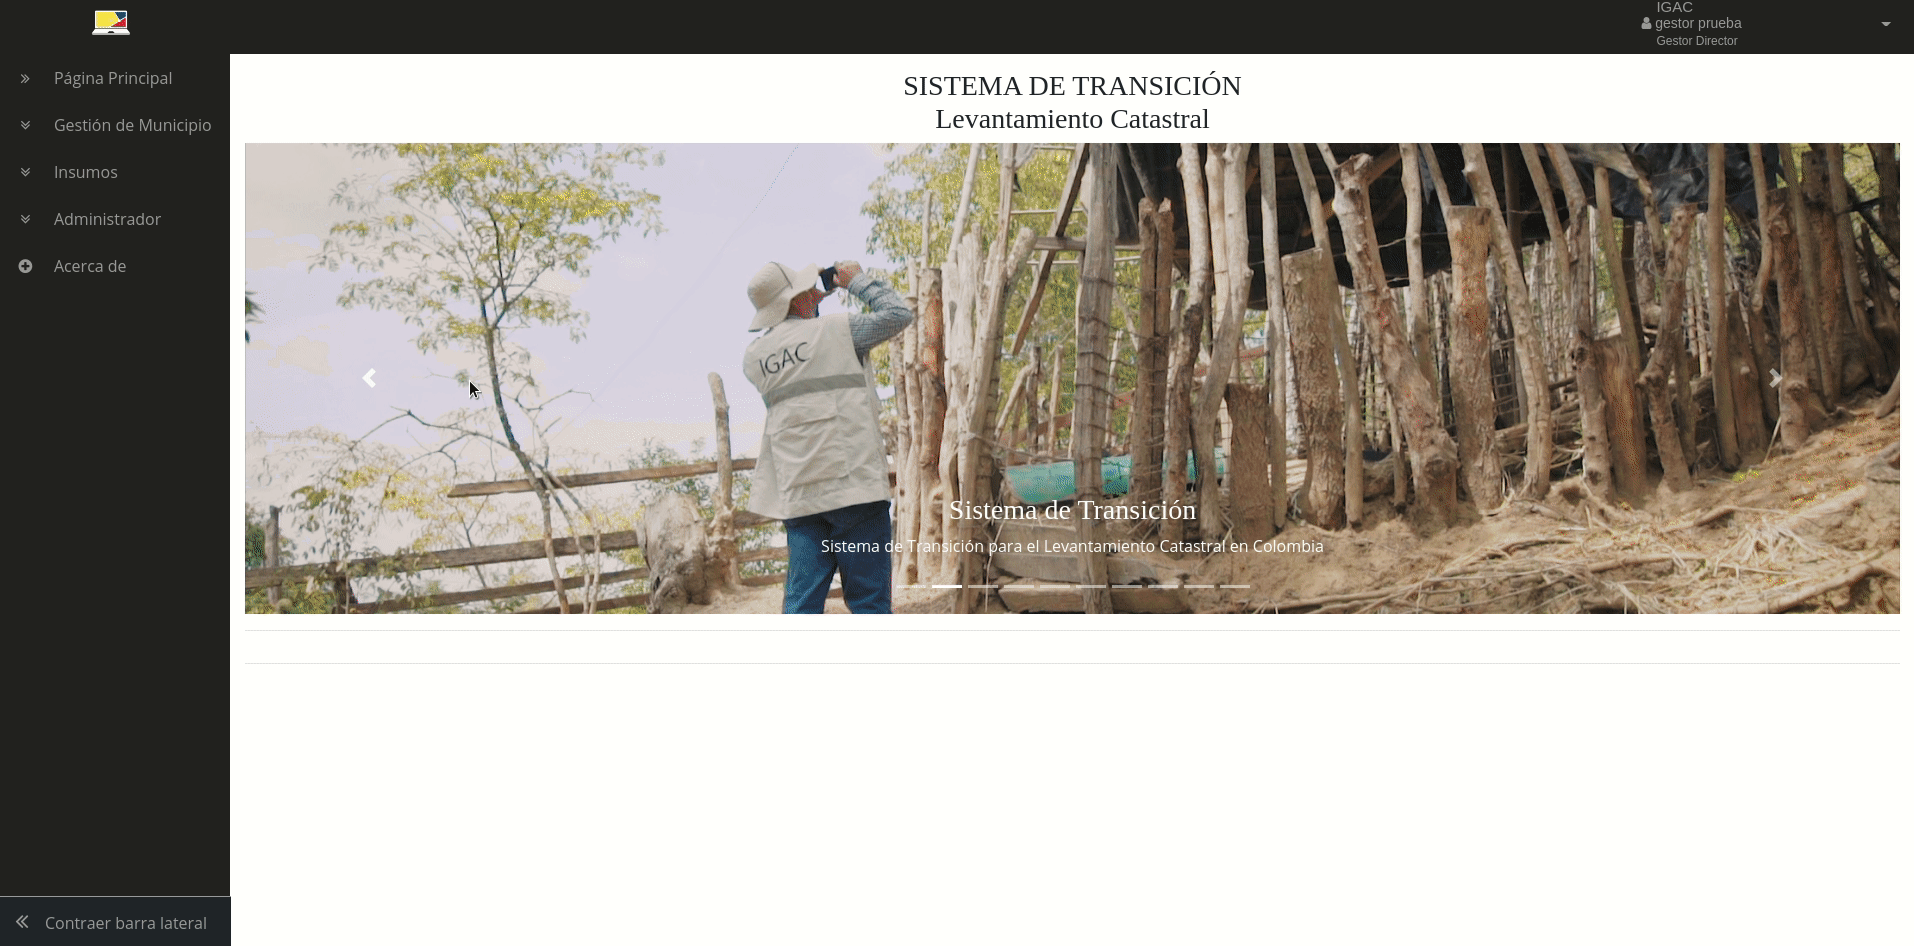 IGAC
gestor prueba
Gestor Director
Página Principal
Gestión de Municipio
Insumos
Administrador
Acerca de
SISTEMA DE TRANSICIÓN
Levantamiento Catastral
IGAC
Sistema de Transición
Sistema de Transición para el Levantamiento Catastral en Colombia
Contraer barra lateral